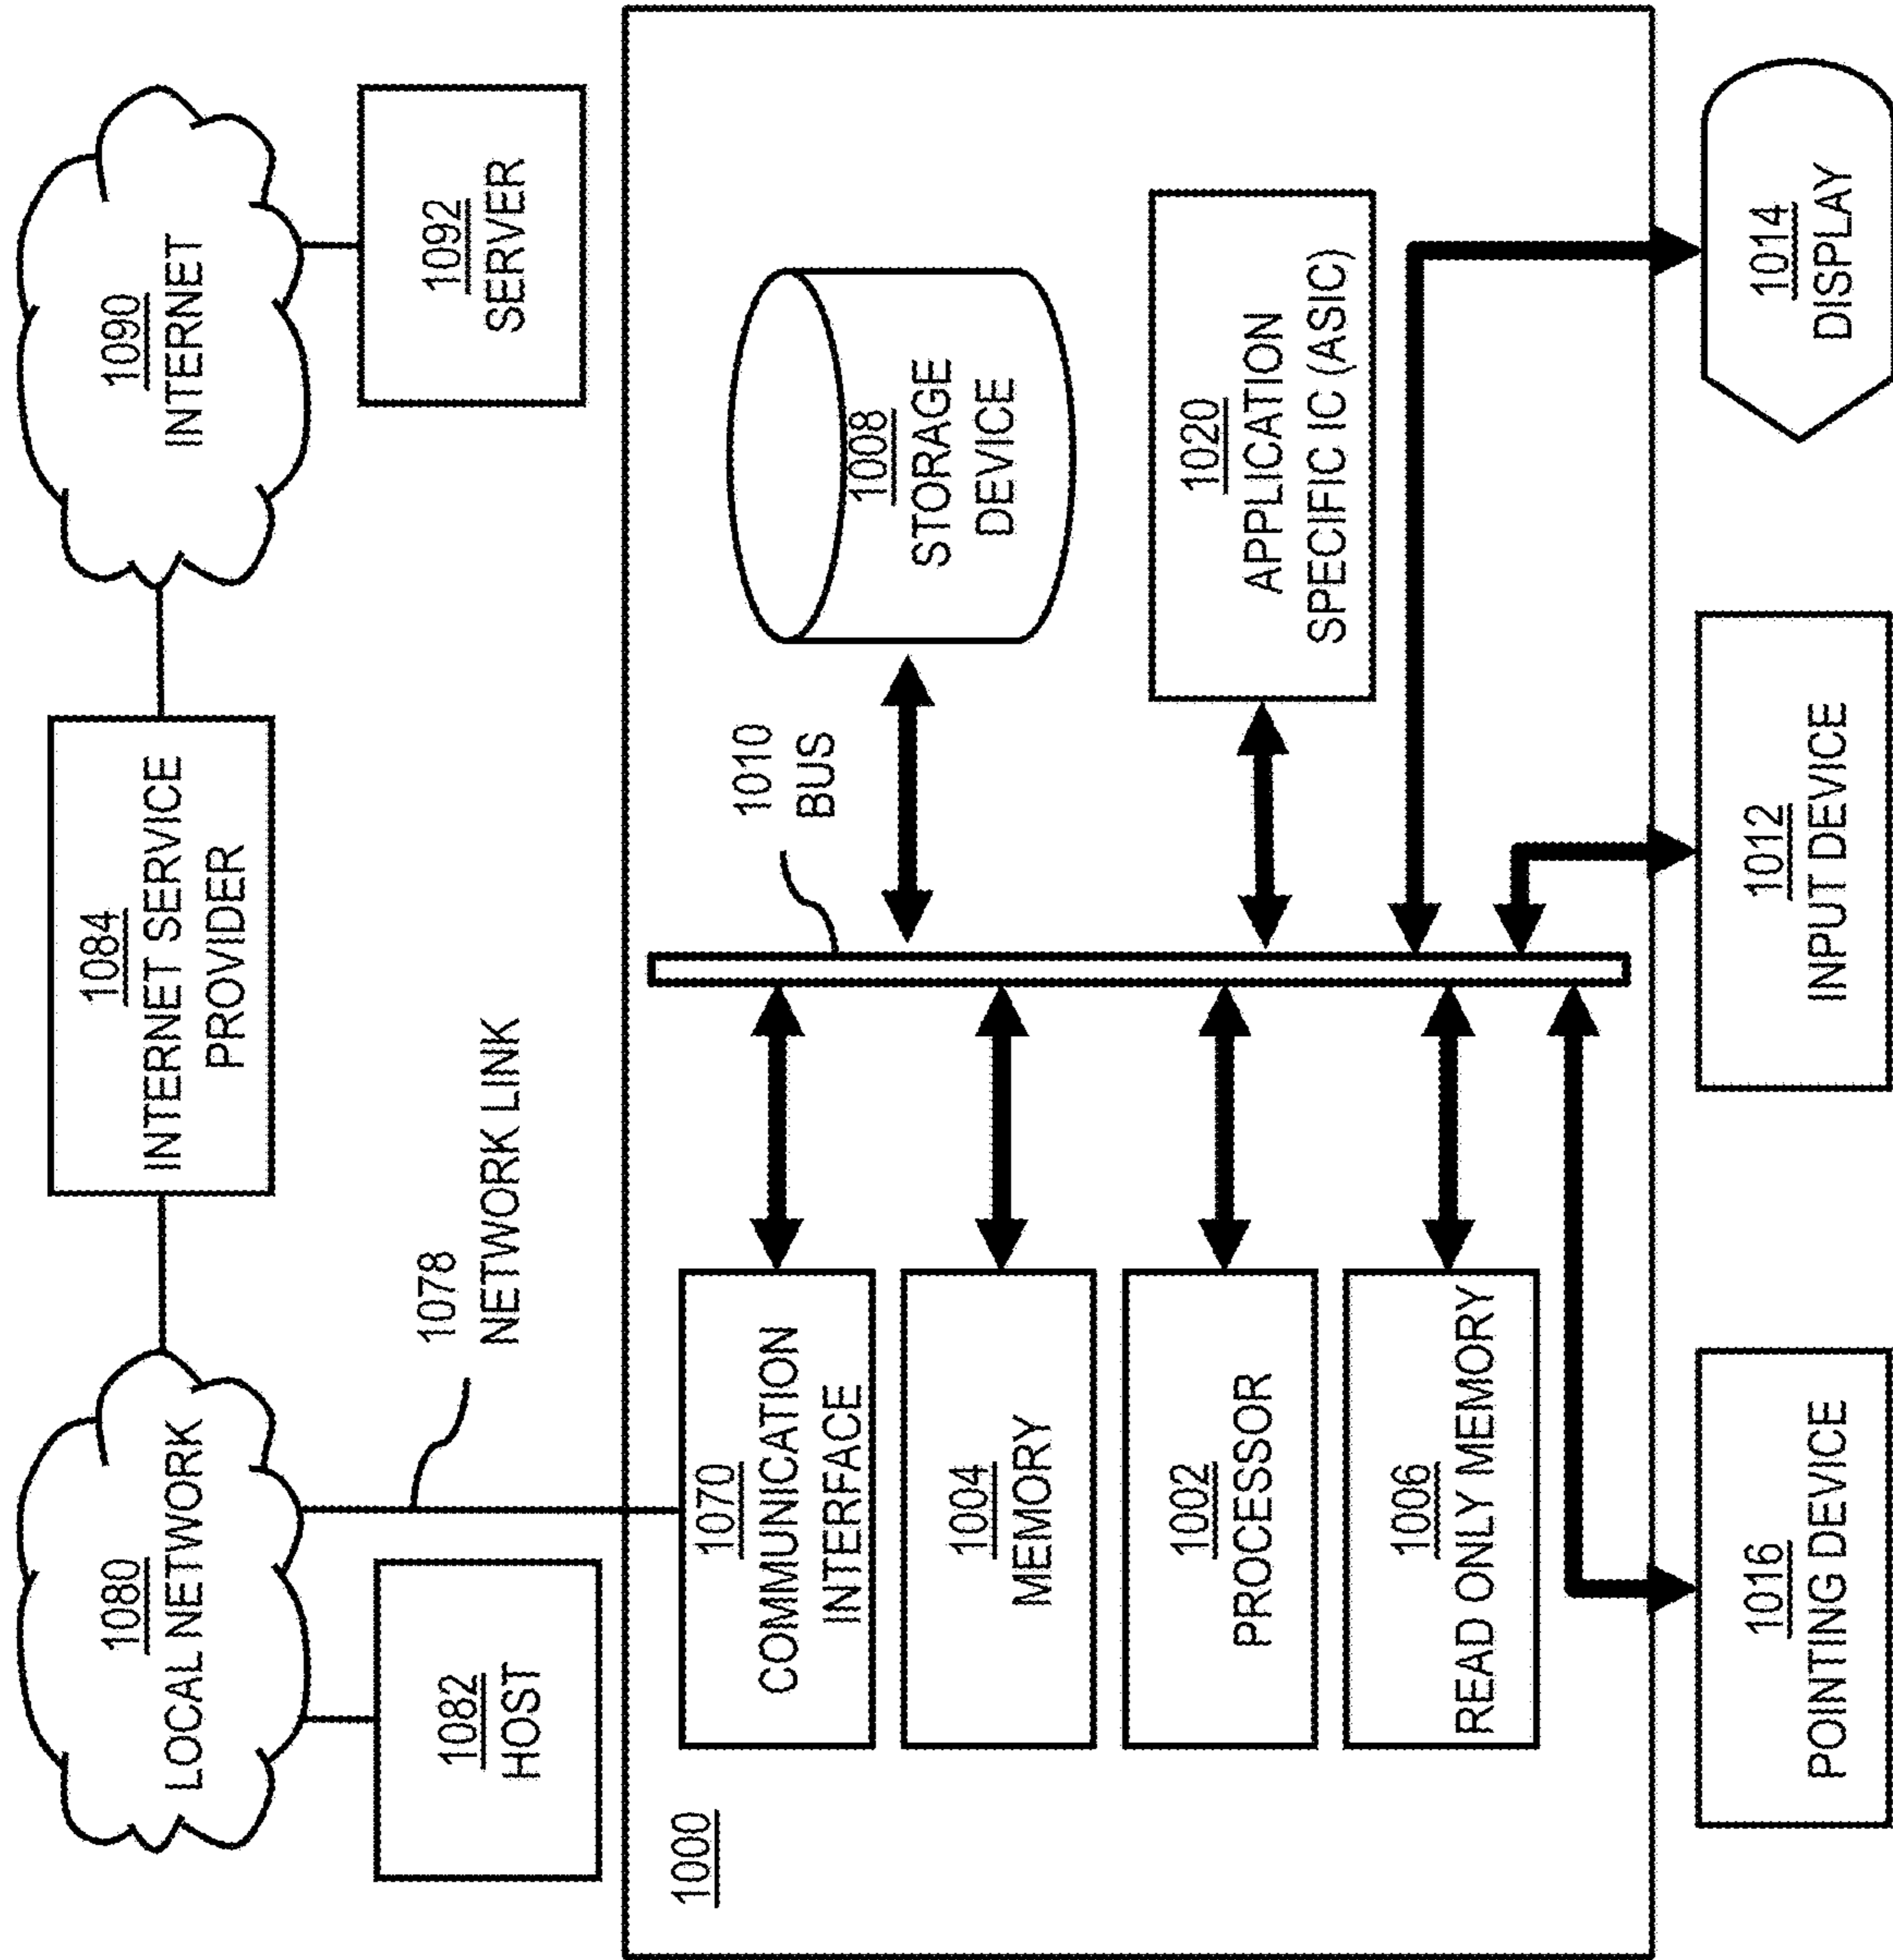 1080
LOCAL NETWORK
1084
INTERNET SERVICE
PROVIDER
1090
INTERNET
1082
HOST
1078
NETWORK LINK
1092
SERVER
1000
1070
COMMUNICATION
INTERFACE
1010
BUS
1008
STORAGE
DEVICE
1004
MEMORY
1002
PROCESSOR
1020
APPLICATION
SPECIFIC IC (ASIC)
1006
READ ONLY MEMORY
1016
POINTING DEVICE
1012
INPUT DEVICE
1014
DISPLAY